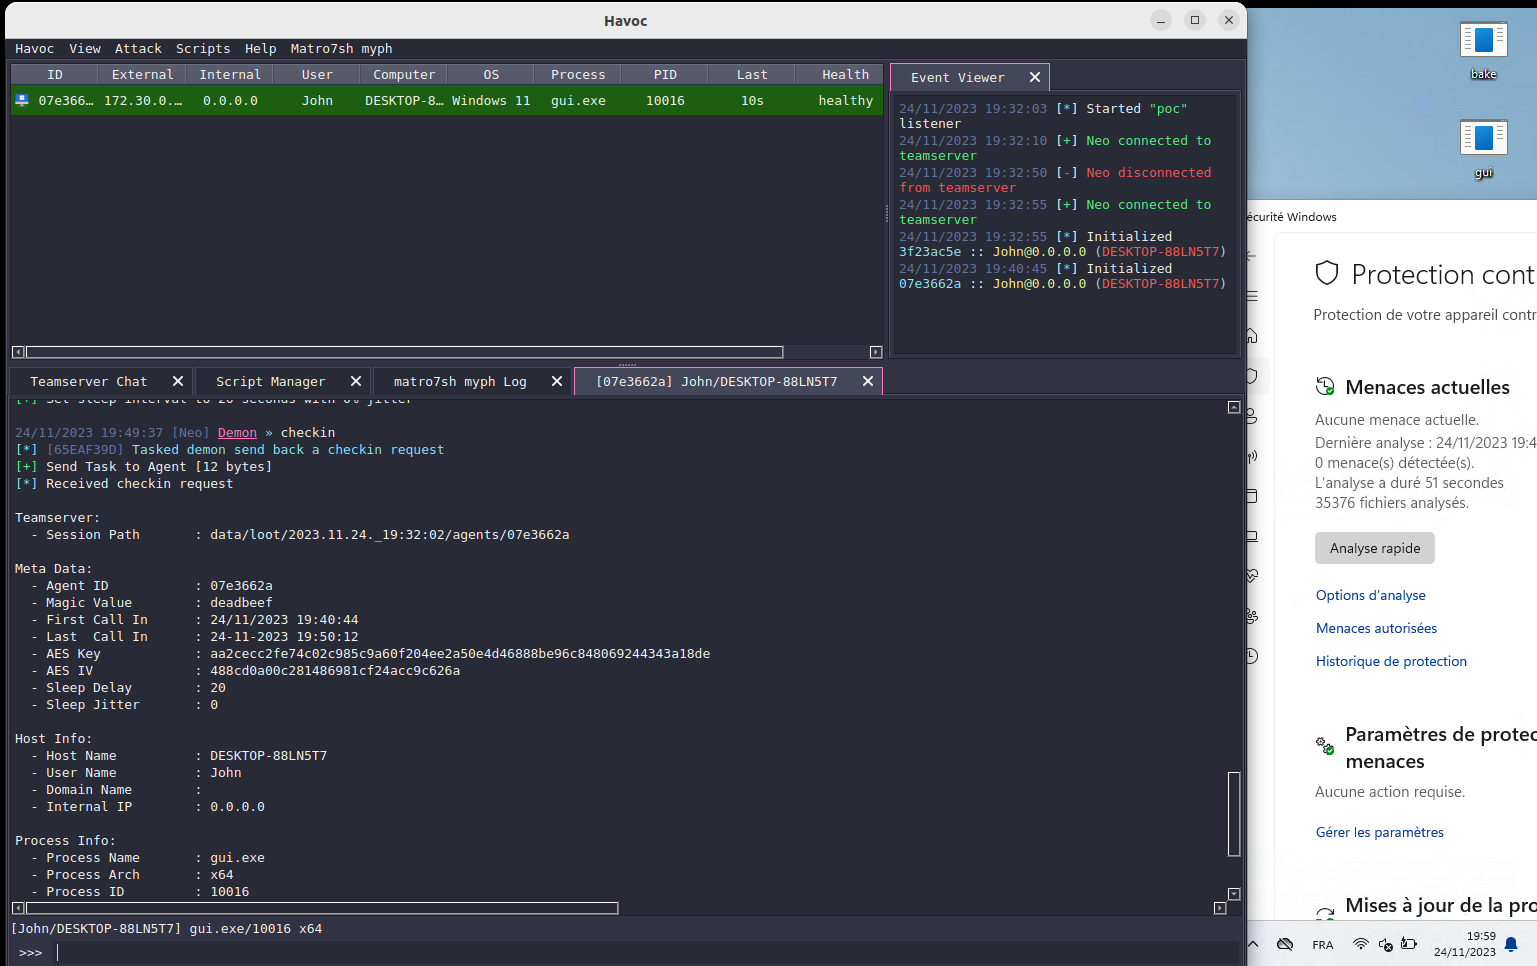 Havoc
Havoc View Attack Scripts Help Matro7sh myph
ID External Internal User Computer OS Process PID Last Health
07e366... 172.30.0.... 0.0.0.0 John DESKTOP-8... Windows 11 gui.exe 10016 10s healthy
Event Viewer
24/11/2023 19:32:03 [*] Started "poc"
listener
24/11/2023 19:32:10 [+] Neo connected to
teamserver
24/11/2023 19:32:50 [-] Neo disconnected
from teamserver
24/11/2023 19:32:55 [+] Neo connected to
teamserver
24/11/2023 19:32:55 [*] Initialized
3f23ac5e :: John@0.0.0.0 (DESKTOP-88LN5T7)
24/11/2023 19:40:45 [*] Initialized
07e3662a :: John@0.0.0.0 (DESKTOP-88LN5T7)
Teamserver Chat
Script Manager
matro7sh myph Log
[07e3662a] John/DESKTOP-88LN5T7
[+] Set sleep interval to 20 seconds with 0% jitter
24/11/2023 19:49:37 [Neo] Demon » checkin
[*] [65EAF39D] Tasked demon send back a checkin request
[+] Send Task to Agent [12 bytes]
[*] Received checkin request
Teamserver:
- Session Path : data/loot/2023.11.24._19:32:02/agents/07e3662a
Meta Data:
- Agent ID : 07e3662a
- Magic Value : deadbeef
- First Call In : 24/11/2023 19:40:44
- Last Call In : 24-11-2023 19:50:12
- AES Key : aa2cecc2fe74c02c985c9a60f204ee2a50e4d46888be96c848069244343a18de
- AES IV : 488cd0a00c281486981cf24acc9c626a
- Sleep Delay : 20
- Sleep Jitter : 0
Host Info:
- Host Name : DESKTOP-88LN5T7
- User Name : John
- Domain Name :
- Internal IP : 0.0.0.0
Process Info:
- Process Name : gui.exe
- Process Arch : x64
- Process ID : 10016
[John/DESKTOP-88LN5T7] gui.exe/10016 x64
>>>
bake
gui
écurité Windows
Protection cont
Protection de votre appareil contr
Menaces actuelles
Aucune menace actuelle.
Dernière analyse : 24/11/2023 19:4
0 menace(s) détectée(s).
L'analyse a duré 51 secondes
35376 fichiers analysés.
Analyse rapide
Options d'analyse
Menaces autorisées
Historique de protection
Paramètres de protec
menaces
Aucune action requise.
Gérer les paramètres
Mises à jour de la pro
FRA
19:59
24/11/2023